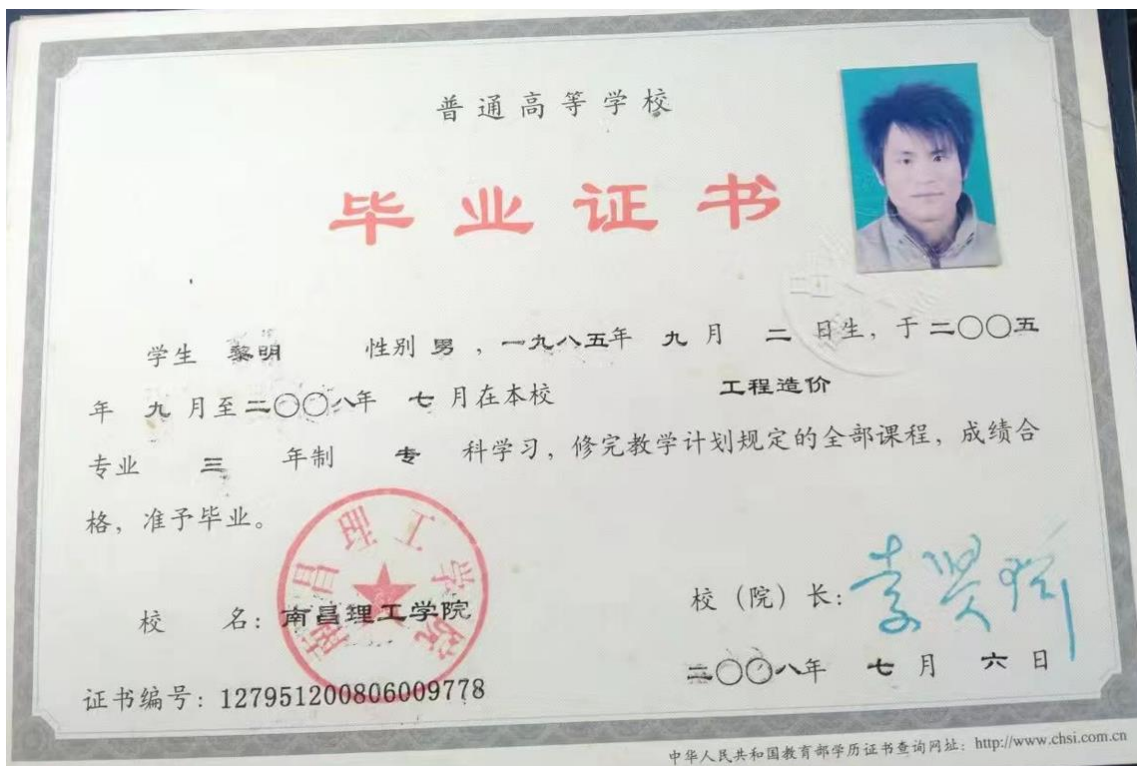 普通高等学校
毕业证书
学生 黎明 性别 男 ，一九八五年 九 月 二 日生，于二〇〇五
年 九 月至二〇〇八年 七 月在本校 工程造价
专业 三 年制 专 科学习，修完教学计划规定的全部课程，成绩合
格，准予毕业。
南昌理工学院
校 名：南昌理工学院
校（院）长：
二〇〇八年 七 月 六 日
证书编号：127951200806009778
中华人民共和国教育部学历证书查询网址：http://www.chsi.com.cn